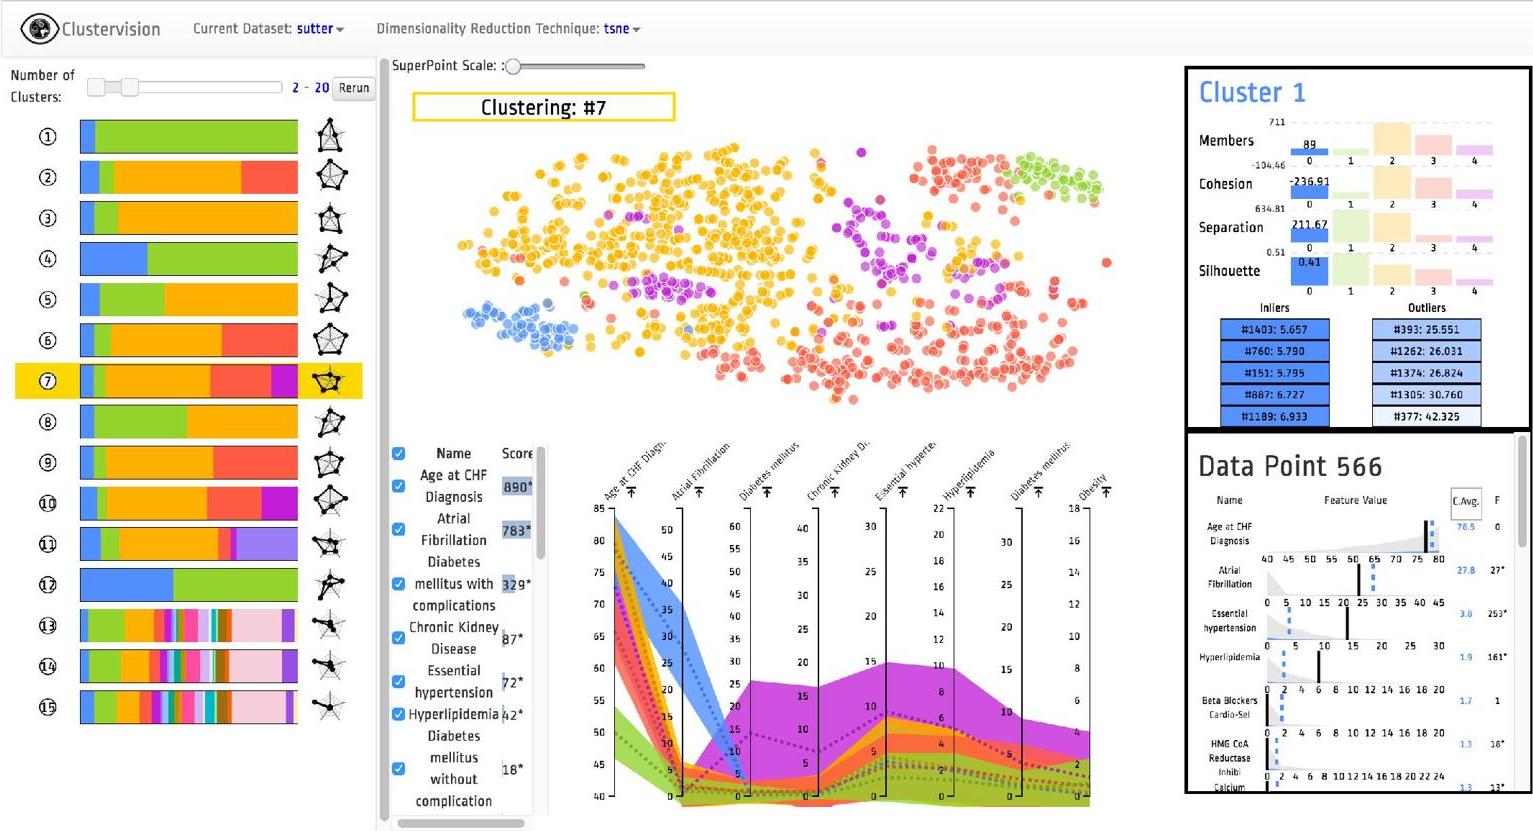 Clustervision
Current Dataset: sutter
Dimensionality Reduction Technique: tsne
Number of
Clusters:
2 - 20
Rerun
1
2
3
4
5
6
7
8
9
10
11
12
13
14
15
SuperPoint Scale: :
Clustering: #7
Name Score
Age at CHF
Diagnosis
890*
Atrial
Fibrillation
783*
Diabetes
mellitus with
complications
329*
Chronic Kidney
Disease
87*
Essential
hypertension
72*
Hyperlipidemia 42*
Diabetes
mellitus
without
complication
18*
Age at CHF Diagn
Atrial Fibrillation
Diabetes mellitus
Chronic Kidney Di.
Essential hyperte
Hyperlipidemia
Diabetes mellitus
Obesity
85 80 75 70 65 60 55 50 45 40
50 45 40 35 30 25 20 15 10 5 0
60 55 50 45 40 35 30 25 20 15 10 5 0
40 35 30 25 20 15 10 5 0
30 25 20 15 10 5 0
22 20 18 16 14 12 10 8 6 4 2 0
30 25 20 15 10 5 0
18 16 14 12 10 8 6 4 2 0
Cluster 1
711
Members
89
0 1 2 3 4
-104.46
Cohesion
-236.91
0 1 2 3 4
634.81
Separation
211.67
0 1 2 3 4
0.51
Silhouette
0.41
0 1 2 3 4
Inliers Outliers
#1403: 5.657 #393: 25.551
#760: 5.790 #1262: 26.031
#151: 5.795 #1374: 26.824
#887: 6.727 #1305: 30.760
#1189: 6.933 #377: 42.325
Data Point 566
Name Feature Value C.Avg. F
Age at CHF
Diagnosis
78.5 0
40 45 50 55 60 65 70 75 80
Atrial
Fibrillation
27.8 27*
0 5 10 15 20 25 30 35 40 45
Essential
hypertension
3.8 253*
0 5 10 15 20 25 30
Hyperlipidemia
1.9 161*
0 2 4 6 8 10 12 14 16 18 20
Beta Blockers
Cardio-Sel
1.7 1
0 2 4 6 8 10 12 14 16 18 20
HMG CoA
Reductase
Inhibi
1.3 18*
0 2 4 6 8 10 12 14 16 18 20 22 24
Calcium
1.3 13*